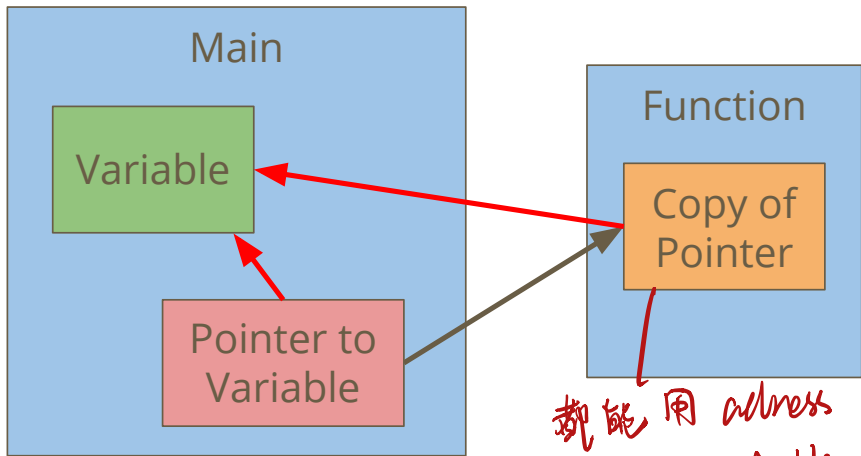 Main
Function
Variable
Copy of
Pointer
Pointer to
Variable
都能用 adress